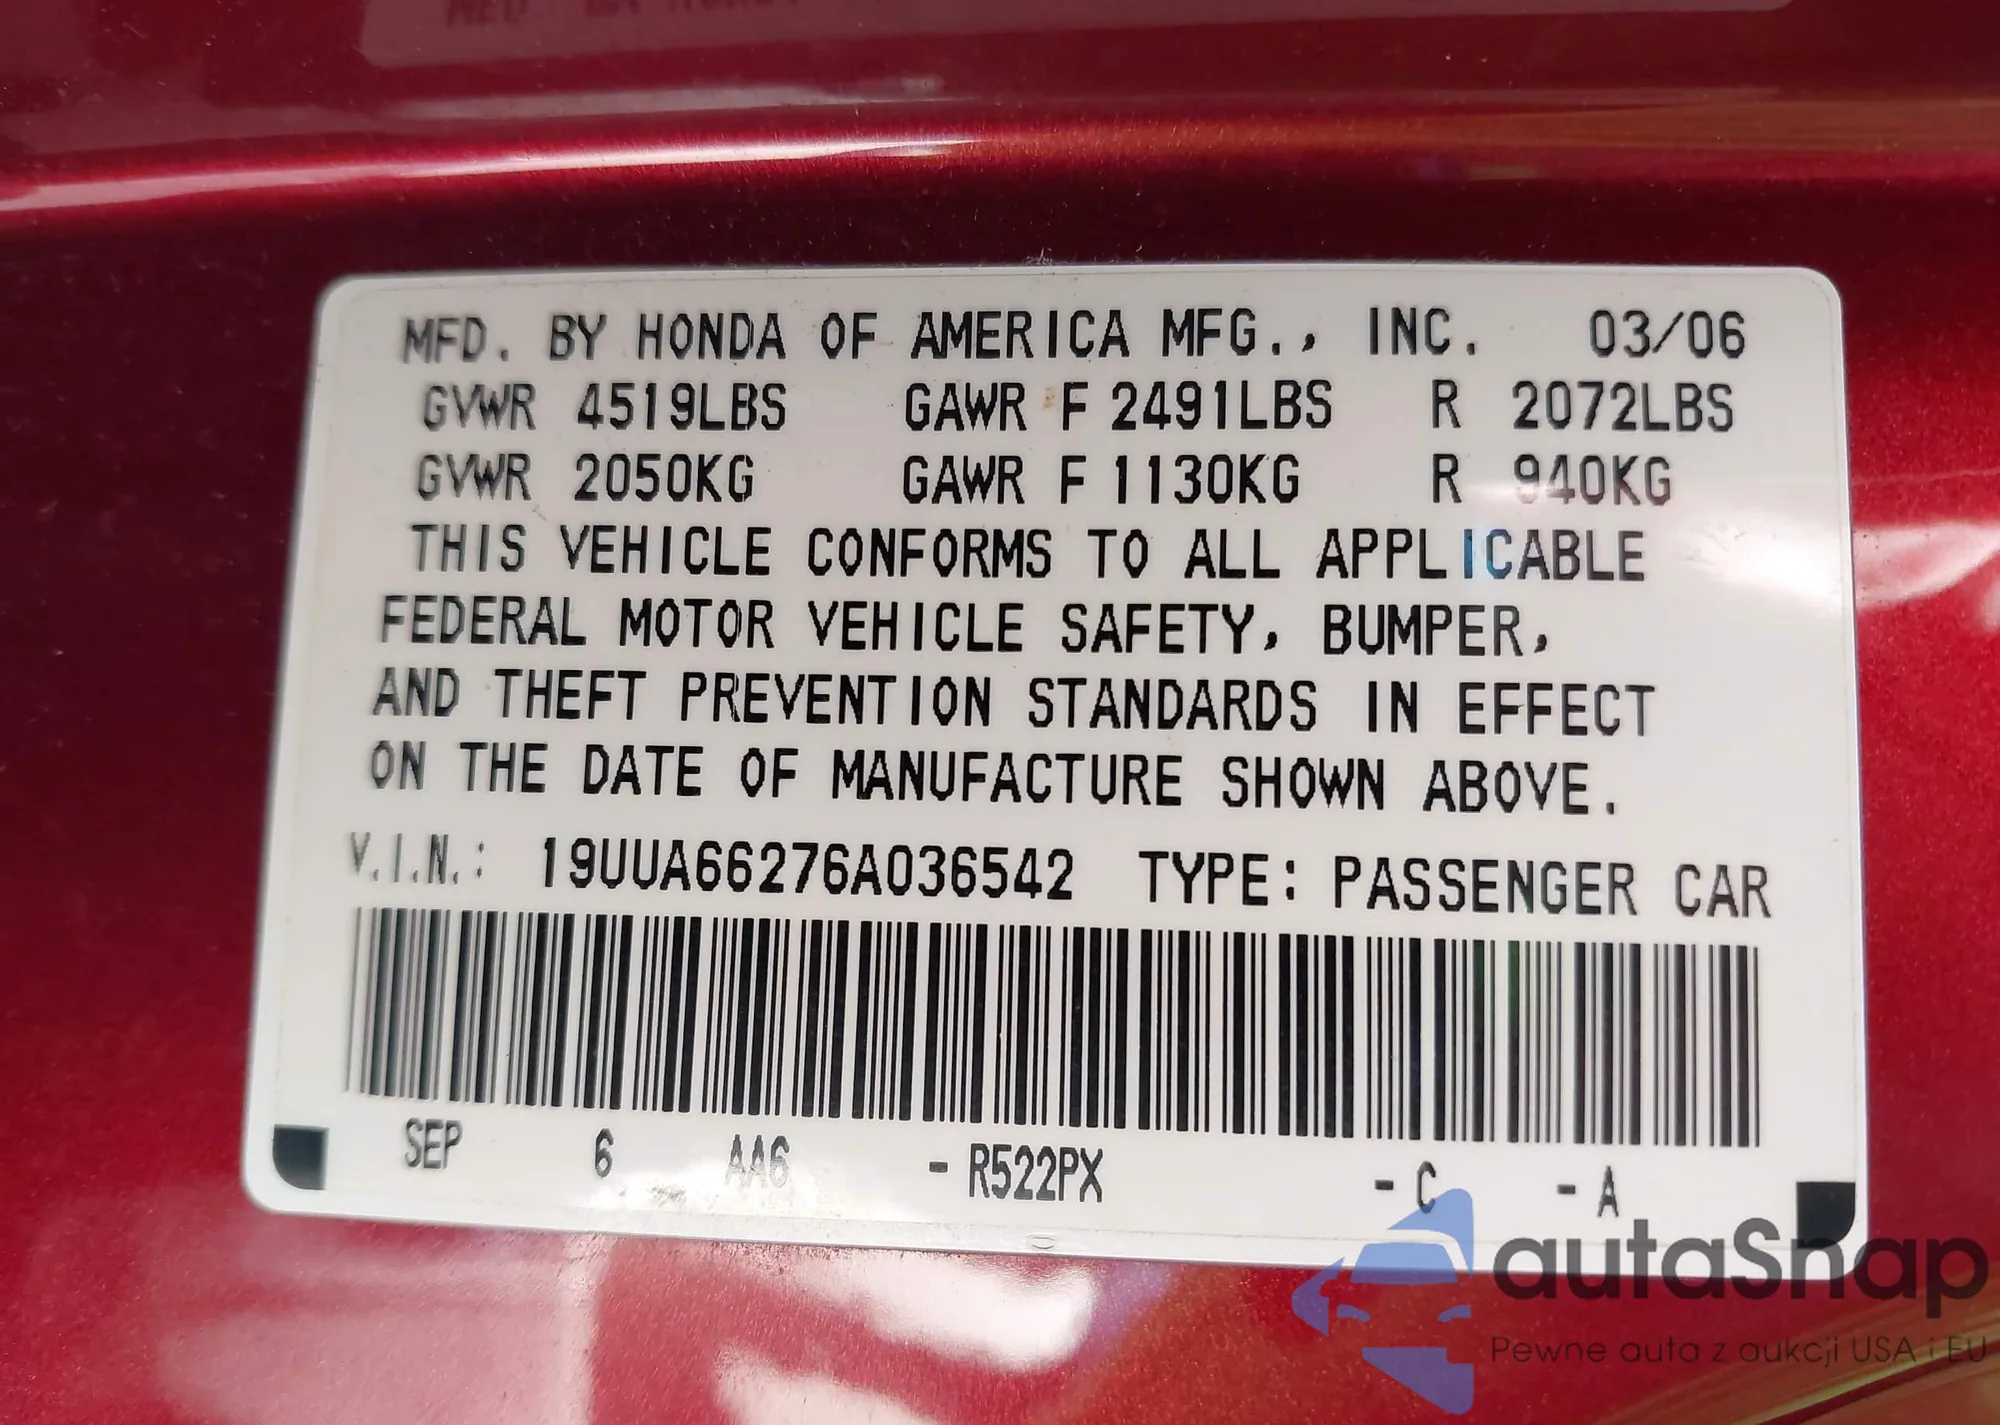 MFD. BY HONDA OF AMERICA MFG., INC. 03/06
GVWR 4519LBS GAWR F 2491LBS R 2072LBS
GVWR 2050KG GAWR F 1130KG R 940KG
THIS VEHICLE CONFORMS TO ALL APPLICABLE
FEDERAL MOTOR VEHICLE SAFETY, BUMPER,
AND THEFT PREVENTION STANDARDS IN EFFECT
ON THE DATE OF MANUFACTURE SHOWN ABOVE.
V.I.N.: 19UUA66276A036542 TYPE: PASSENGER CAR
SEP 6 AA6 - R522PX - C - A
autaSnap
Pewne auta z aukcji USA i EU